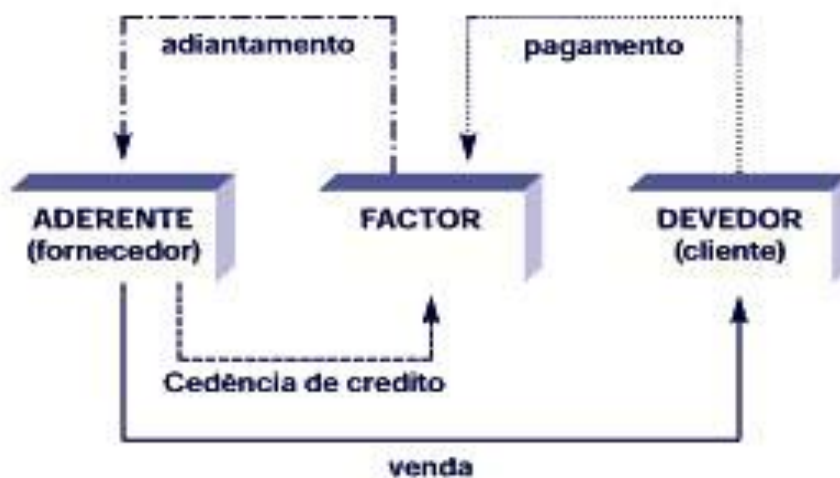 adiantamento
pagamento
ADERENTE
(fornecedor)
FACTOR
DEVEDOR
(cliente)
Cedência de credito
venda